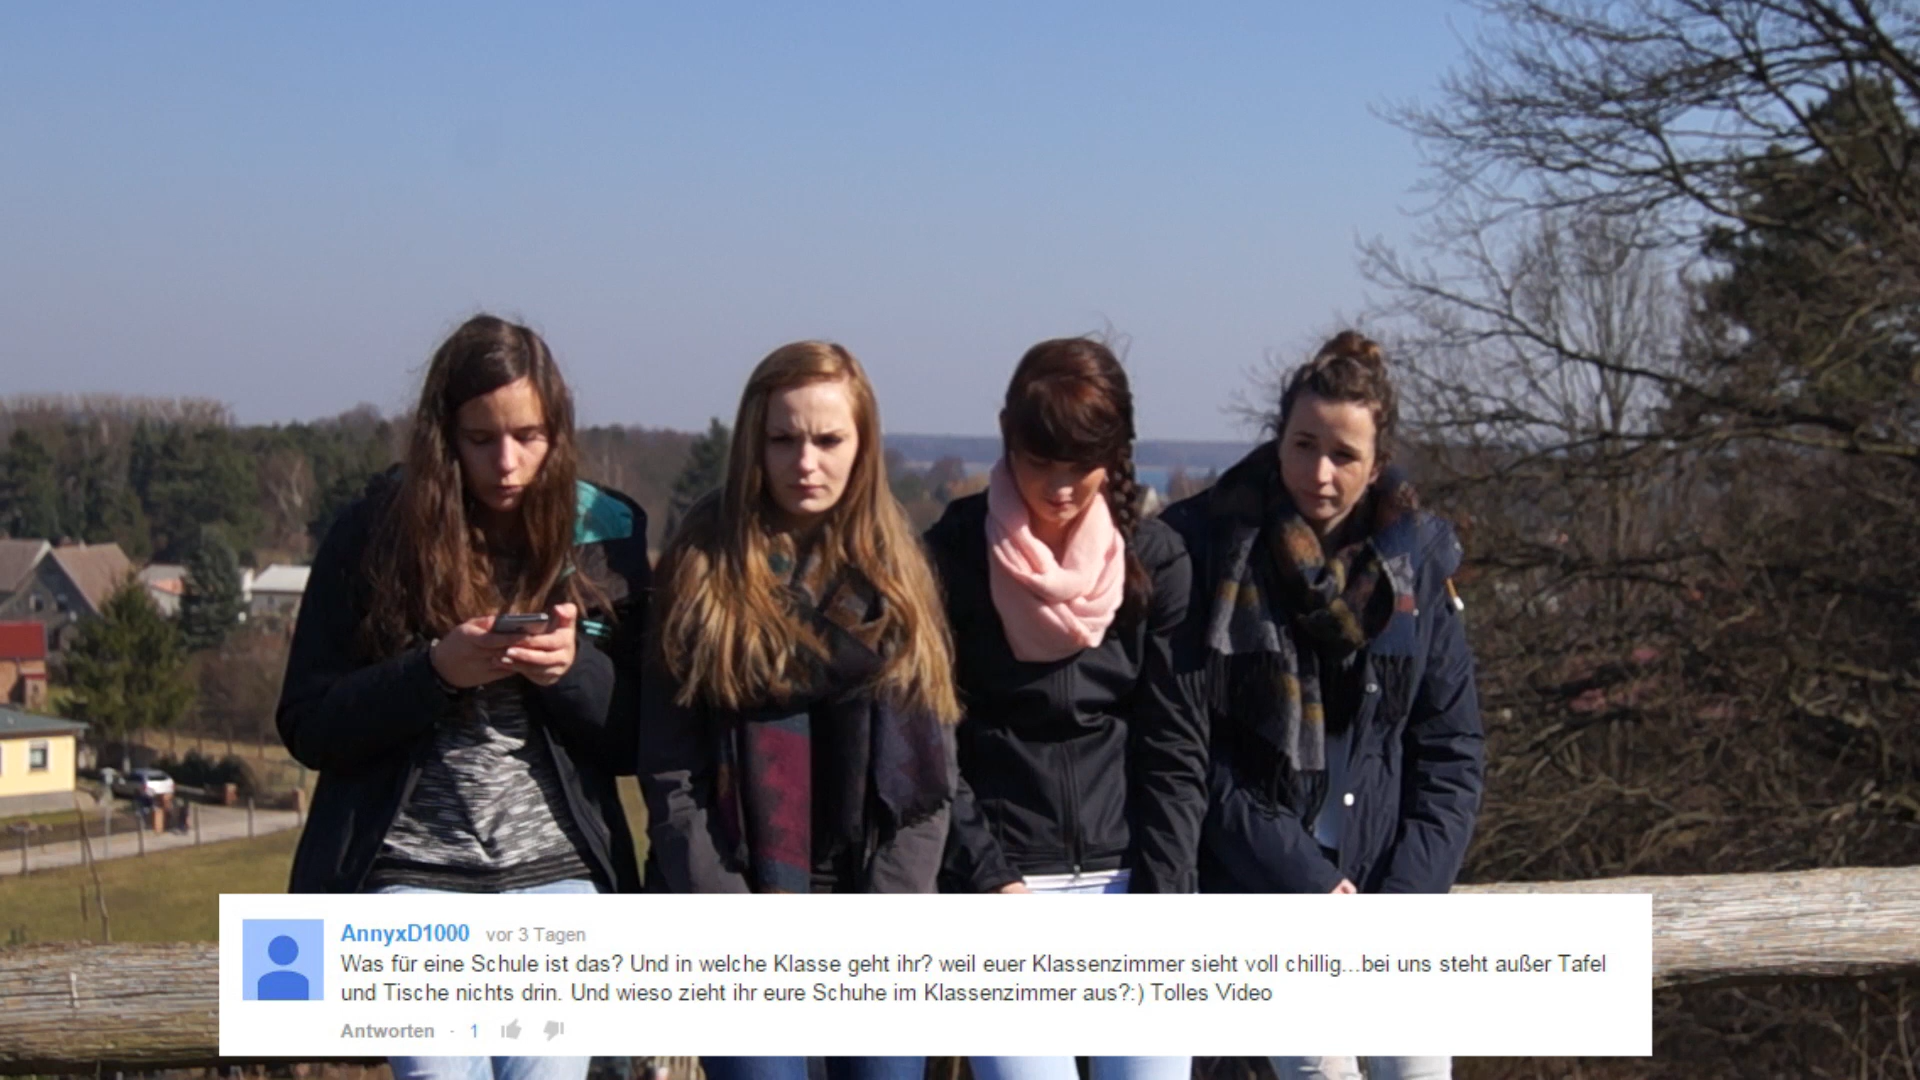 AnnyxD1000 vor 3 Tagen
Was für eine Schule ist das? Und in welche Klasse geht ihr? weil euer Klassenzimmer sieht voll chillig...bei uns steht außer Tafel
und Tische nichts drin. Und wieso zieht ihr eure Schuhe im Klassenzimmer aus?:) Tolles Video
Antworten · 1